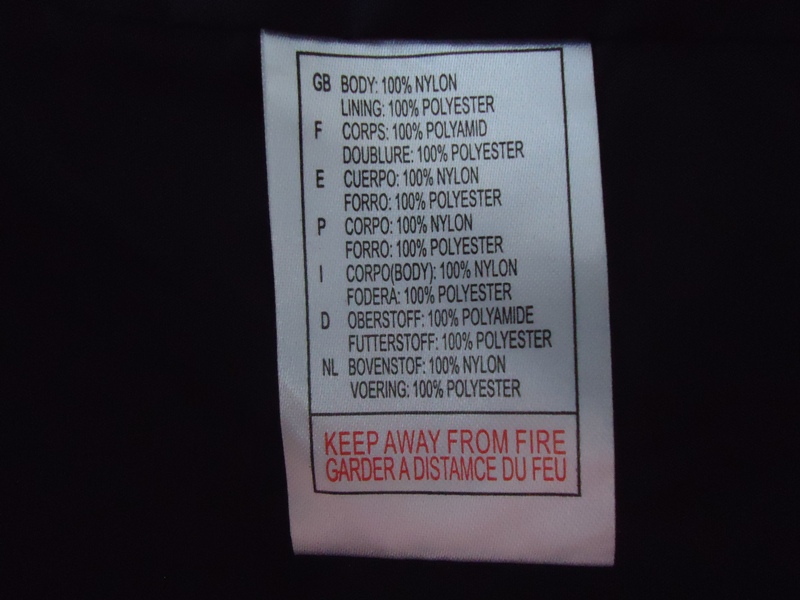 GB BODY: 100% NYLON
LINING: 100% POLYESTER
F CORPS: 100% POLYAMID
DOUBLURE: 100% POLYESTER
E CUERPO: 100% NYLON
FORRO: 100% POLYESTER
P CORPO: 100% NYLON
FORRO: 100% POLYESTER
I CORPO(BODY): 100% NYLON
FODERA: 100% POLYESTER
D OBERSTOFF: 100% POLYAMIDE
FUTTERSTOFF: 100% POLYESTER
NL BOVENSTOF: 100% NYLON
VOERING: 100% POLYESTER
KEEP AWAY FROM FIRE
GARDER A DISTAMCE DU FEU